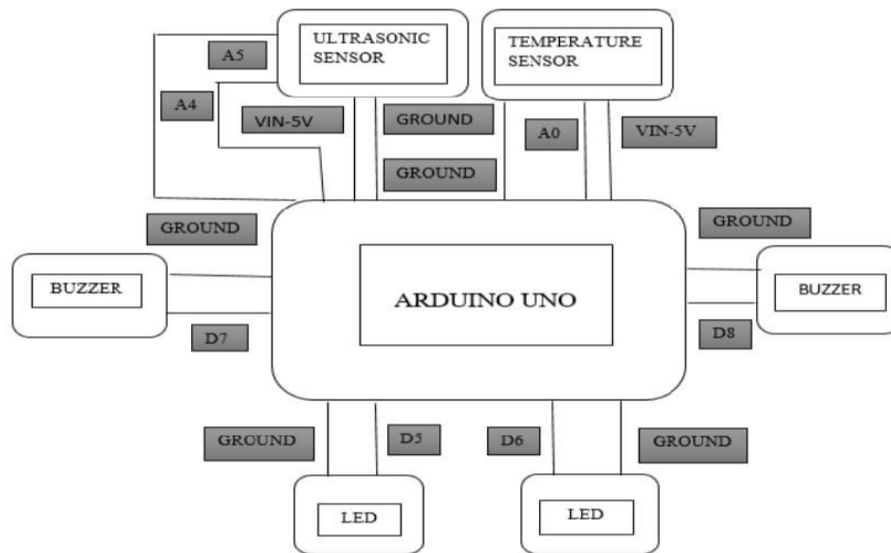 ULTRASONIC
SENSOR
TEMPERATURE
SENSOR
A5
A4
VIN-5V
GROUND
A0
VIN-5V
GROUND
GROUND
GROUND
BUZZER
ARDUINO UNO
BUZZER
D7
D8
GROUND
D5
D6
GROUND
LED
LED